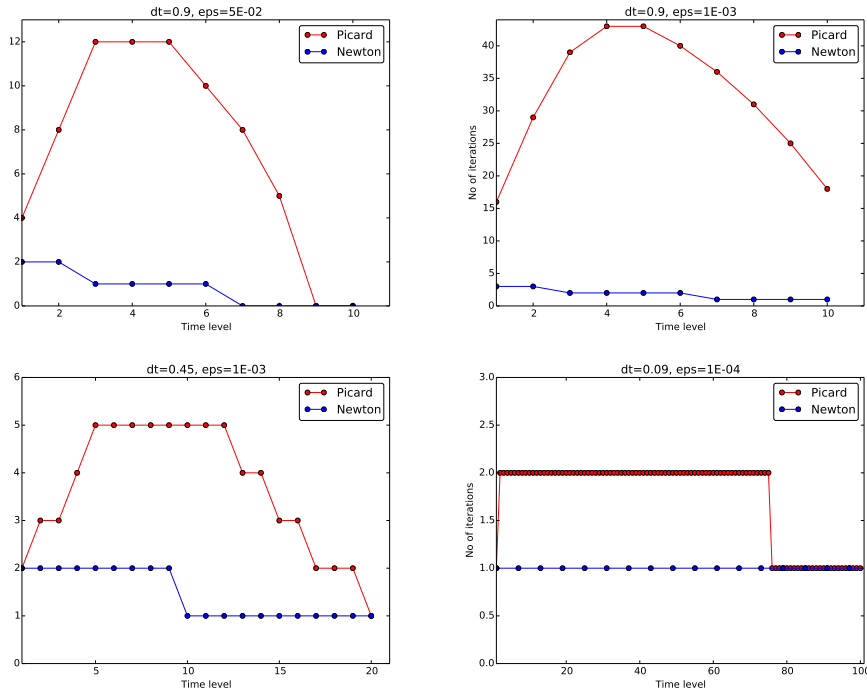 dt=0.9, eps=5E-02
Picard
Newton
12
10
8
6
4
2
0
2 4 6 8 10
Time level
dt=0.9, eps=1E-03
Picard
Newton
No of iterations
40
35
30
25
20
15
10
5
0
2 4 6 8 10
Time level
dt=0.45, eps=1E-03
Picard
Newton
6
5
4
3
2
1
0
5 10 15 20
Time level
dt=0.09, eps=1E-04
Picard
Newton
No of iterations
3.0
2.5
2.0
1.5
1.0
0.5
0.0
20 40 60 80 100
Time level